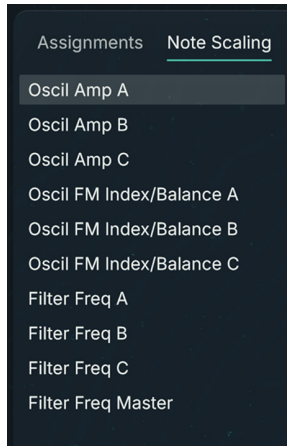 Assignments Note Scaling
Oscil Amp A
Oscil Amp B
Oscil Amp C
Oscil FM Index/Balance A
Oscil FM Index/Balance B
Oscil FM Index/Balance C
Filter Freq A
Filter Freq B
Filter Freq C
Filter Freq Master